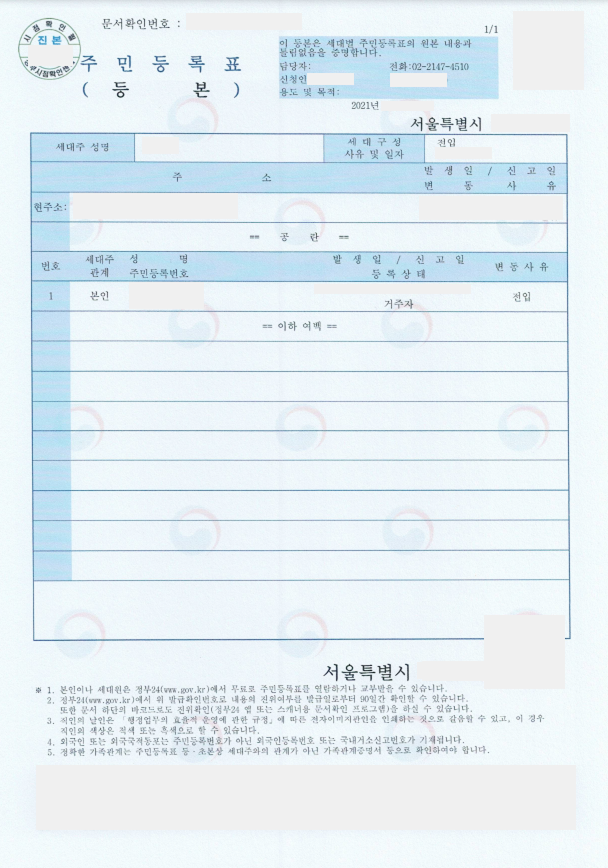 문서확인번호 :
1/1
시점확인필
진본
주 민 등 록 표
( 등 본 )
이 등본은 세대별 주민등록표의 원본 내용과
틀림없음을 증명합니다.
담당자: 전화:02-2147-4510
신청인
용도 및 목적:
2021년
서울특별시
세대주 성명
세 대 구 성
사유 및 일자
전입
주 소
발 생 일 / 신 고 일
변 동 사 유
현주소:
== 공 란 ==
번호
세대주 성 명
관계 주민등록번호
발 생 일 / 신 고 일
등 록 상 태
변 동 사 유
1 본인
거주자
전입
== 이하 여백 ==
서울특별시
※ 1. 본인이나 세대원은 정부24(www.gov.kr)에서 무료로 주민등록표를 열람하거나 교부받을 수 있습니다.
2. 정부24(www.gov.kr)에서 위 발급확인번호로 내용의 진위여부를 발급일로부터 90일간 확인할 수 있습니다.
또한 문서 하단의 바코드로도 진위확인(정부24 앱 또는 스캐너용 문서확인 프로그램)을 하실 수 있습니다.
3. 직인의 날인은 「행정업무의 효율적 운영에 관한 규정」에 따른 전자이미지관인을 인쇄하는 것으로 갈음할 수 있고, 이 경우
직인의 색상은 적색 또는 흑색으로 할 수 있습니다.
4. 외국인 또는 외국국적동포는 주민등록번호가 아닌 외국인등록번호 또는 국내거소신고번호가 기재됩니다.
5. 정확한 가족관계는 주민등록표 등·초본상 세대주와의 관계가 아닌 가족관계증명서 등으로 확인하여야 합니다.